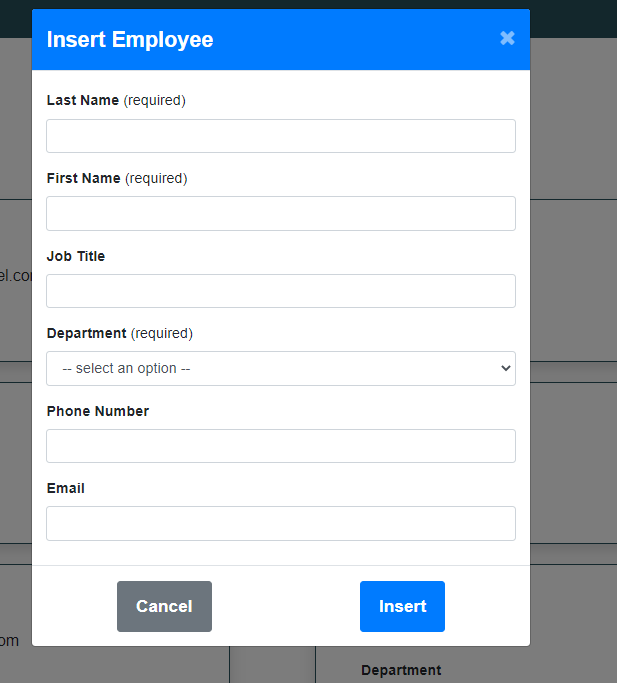 Insert Employee ×
Last Name (required)
First Name (required)
Job Title
el.co
Department (required)
-- select an option --
Phone Number
Email
Cancel Insert
om
Department